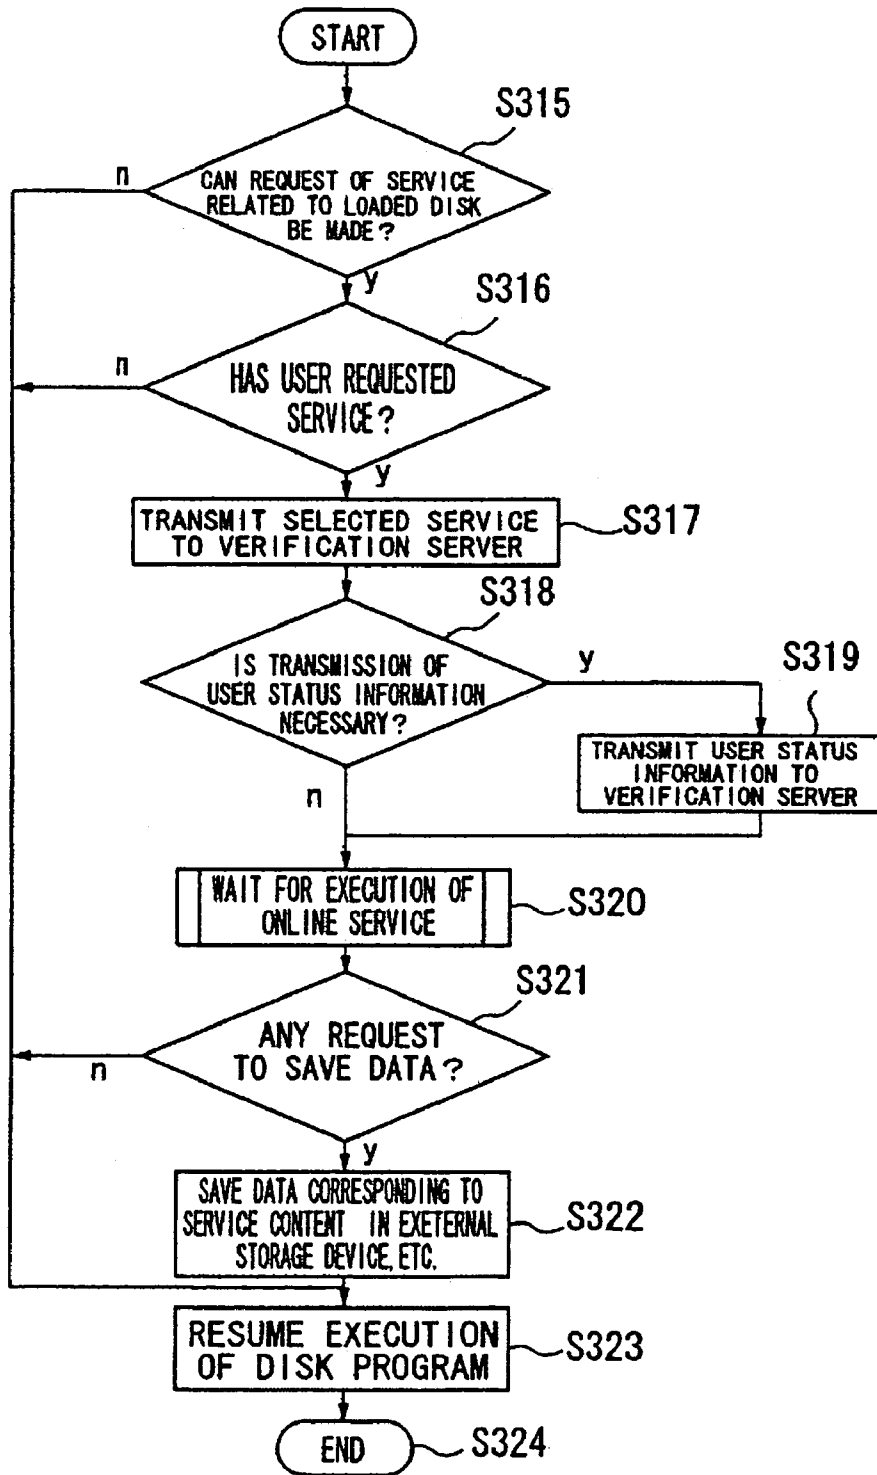 START
S315
n
CAN REQUEST OF SERVICE
RELATED TO LOADED DISK
BE MADE?
y
S316
n
HAS USER REQUESTED
SERVICE?
y
TRANSMIT SELECTED SERVICE
TO VERIFICATION SERVER
S317
S318
IS TRANSMISSION OF
USER STATUS INFORMATION
NECESSARY?
y
S319
TRANSMIT USER STATUS
INFORMATION TO
VERIFICATION SERVER
n
WAIT FOR EXECUTION OF
ONLINE SERVICE
S320
S321
ANY REQUEST
TO SAVE DATA?
n
y
SAVE DATA CORRESPONDING TO
SERVICE CONTENT IN EXETERNAL
STORAGE DEVICE, ETC.
S322
RESUME EXECUTION
OF DISK PROGRAM
S323
END
S324